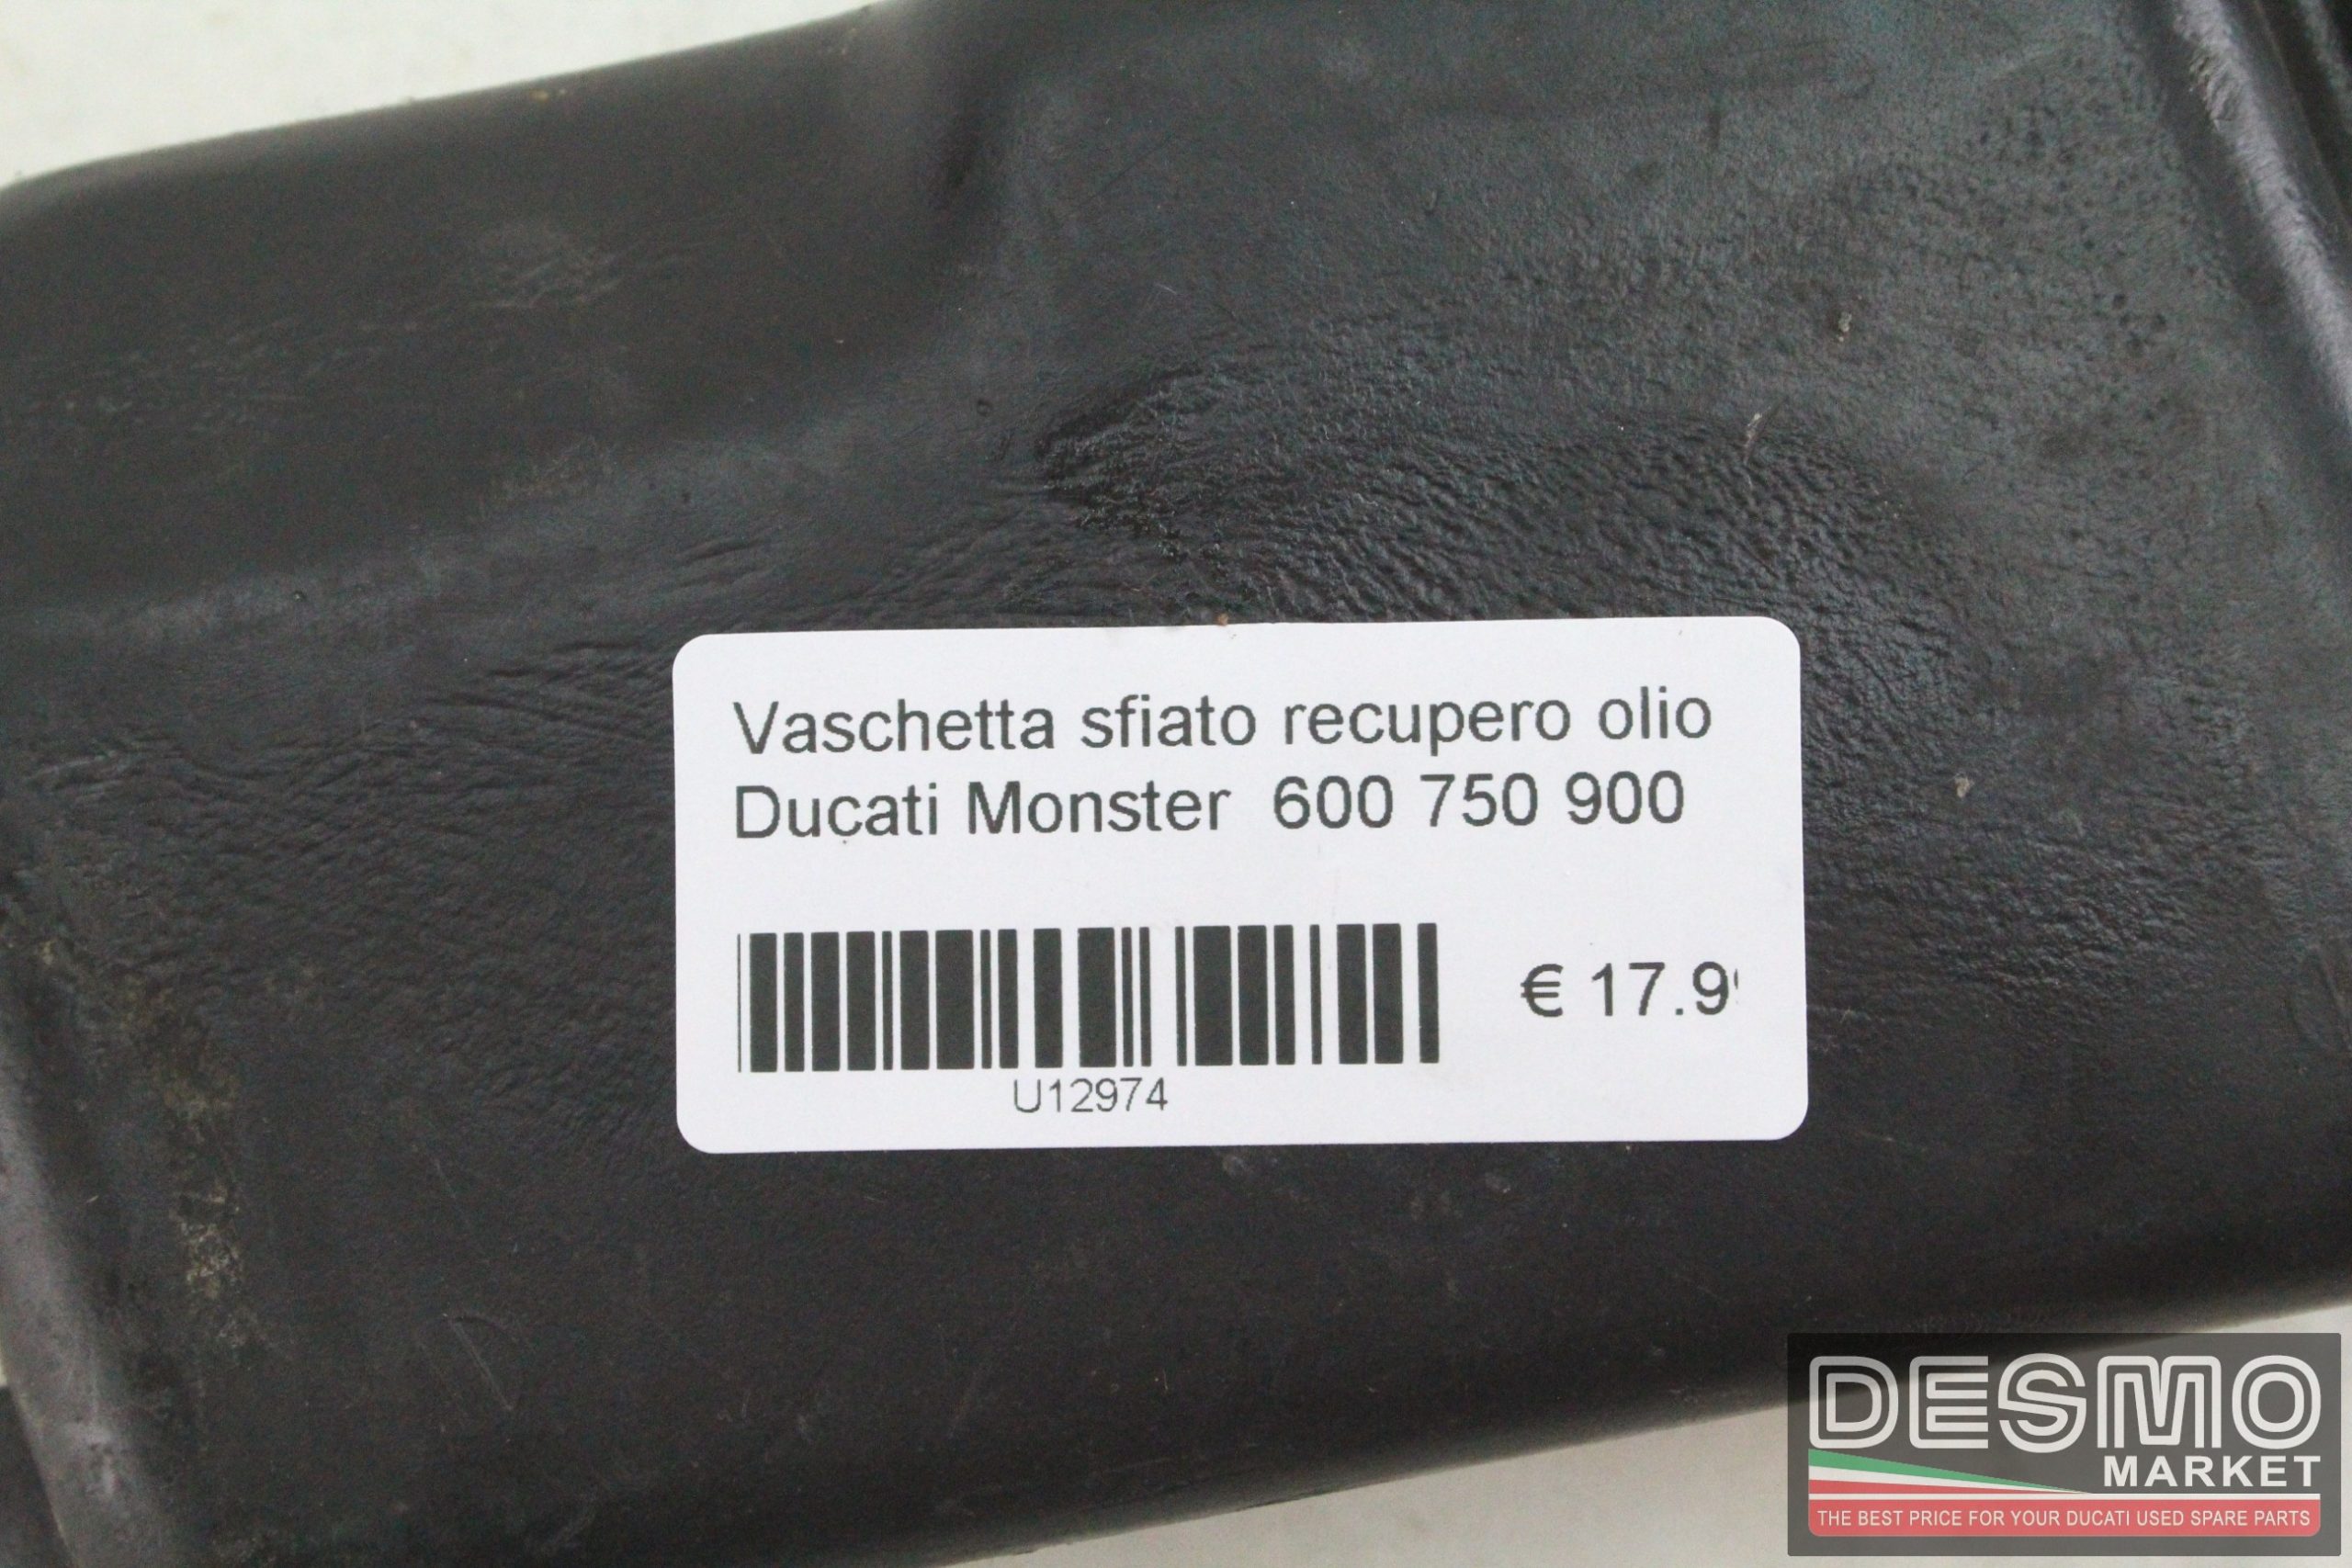 Vaschetta sfiato recupero olio
Ducati Monster 600 750 900
€ 17.9
U12974
DESMO
MARKET
THE BEST PRICE FOR YOUR DUCATI USED SPARE PARTS